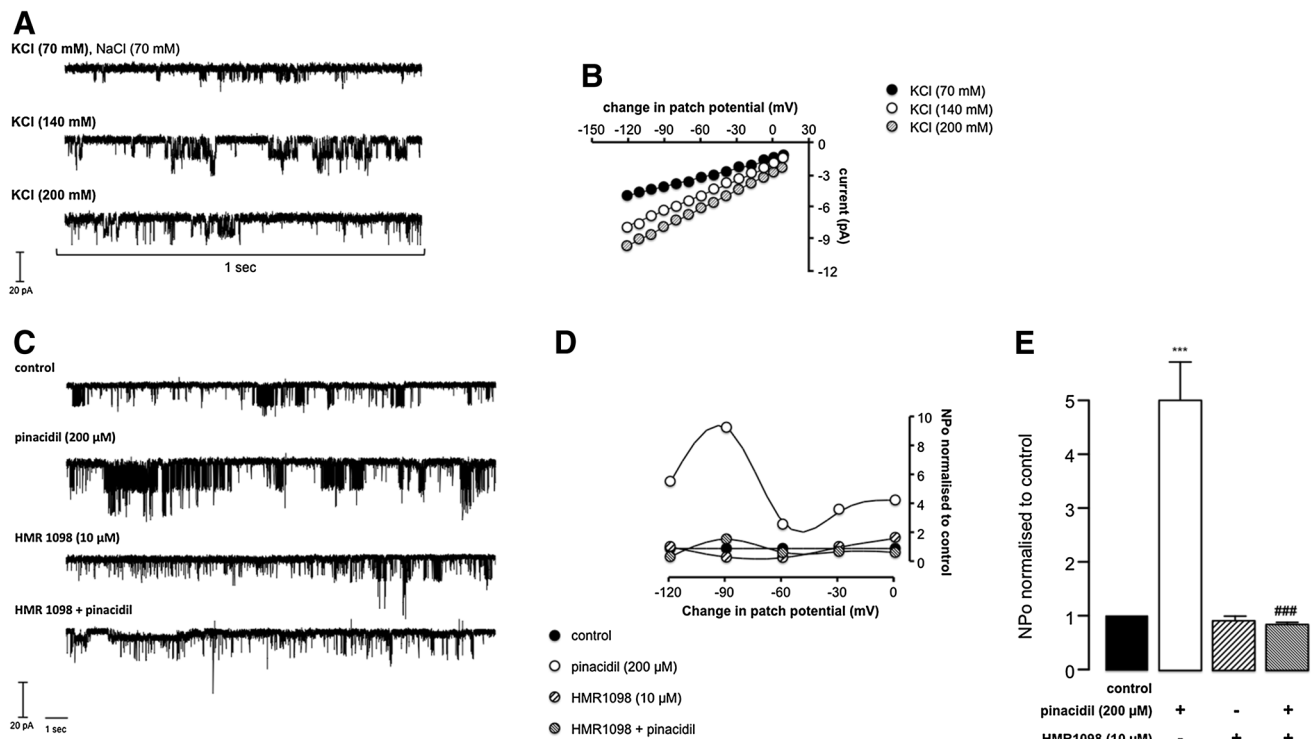 A
KCl (70 mM), NaCl (70 mM)
KCl (140 mM)
KCl (200 mM)
1 sec
20 pA
B
change in patch potential (mV)
-150 -120 -90 -60 -30 0 30
0
-3
-6
-9
-12
current (pA)
KCl (70 mM)
KCl (140 mM)
KCl (200 mM)
C
control
pinacidil (200 µM)
HMR 1098 (10 µM)
HMR 1098 + pinacidil
20 pA
1 sec
D
10
8
6
4
2
0
NPo normalised to control
-120 -90 -60 -30 0
Change in patch potential (mV)
control
pinacidil (200 µM)
HMR1098 (10 µM)
HMR1098 + pinacidil
E
NPo normalised to control
5
4
3
2
1
0
***
###
control
pinacidil (200 µM) + - +
HMR1098 (10 µM) - + +